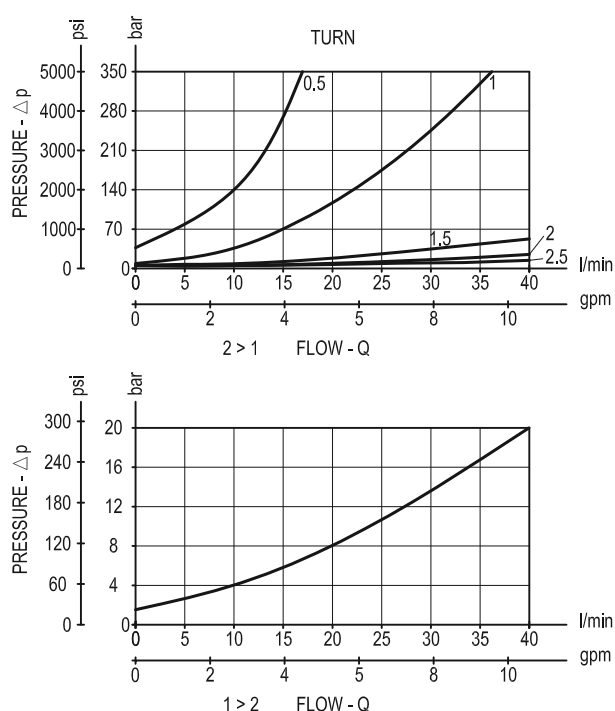 TURN
psi
bar
PRESSURE - △p
5000 350
4000 280
3000 210
2000 140
1000 70
0 0
0.5
1
1.5
2
2.5
0 5 10 15 20 25 30 35 40
l/min
0 2 4 5 8 10
gpm
2 > 1 FLOW - Q
psi
bar
PRESSURE - △p
300 20
240 16
180 12
120 8
60 4
0 0
0 5 10 15 20 25 30 35 40
l/min
0 2 4 5 8 10
gpm
1 > 2 FLOW - Q